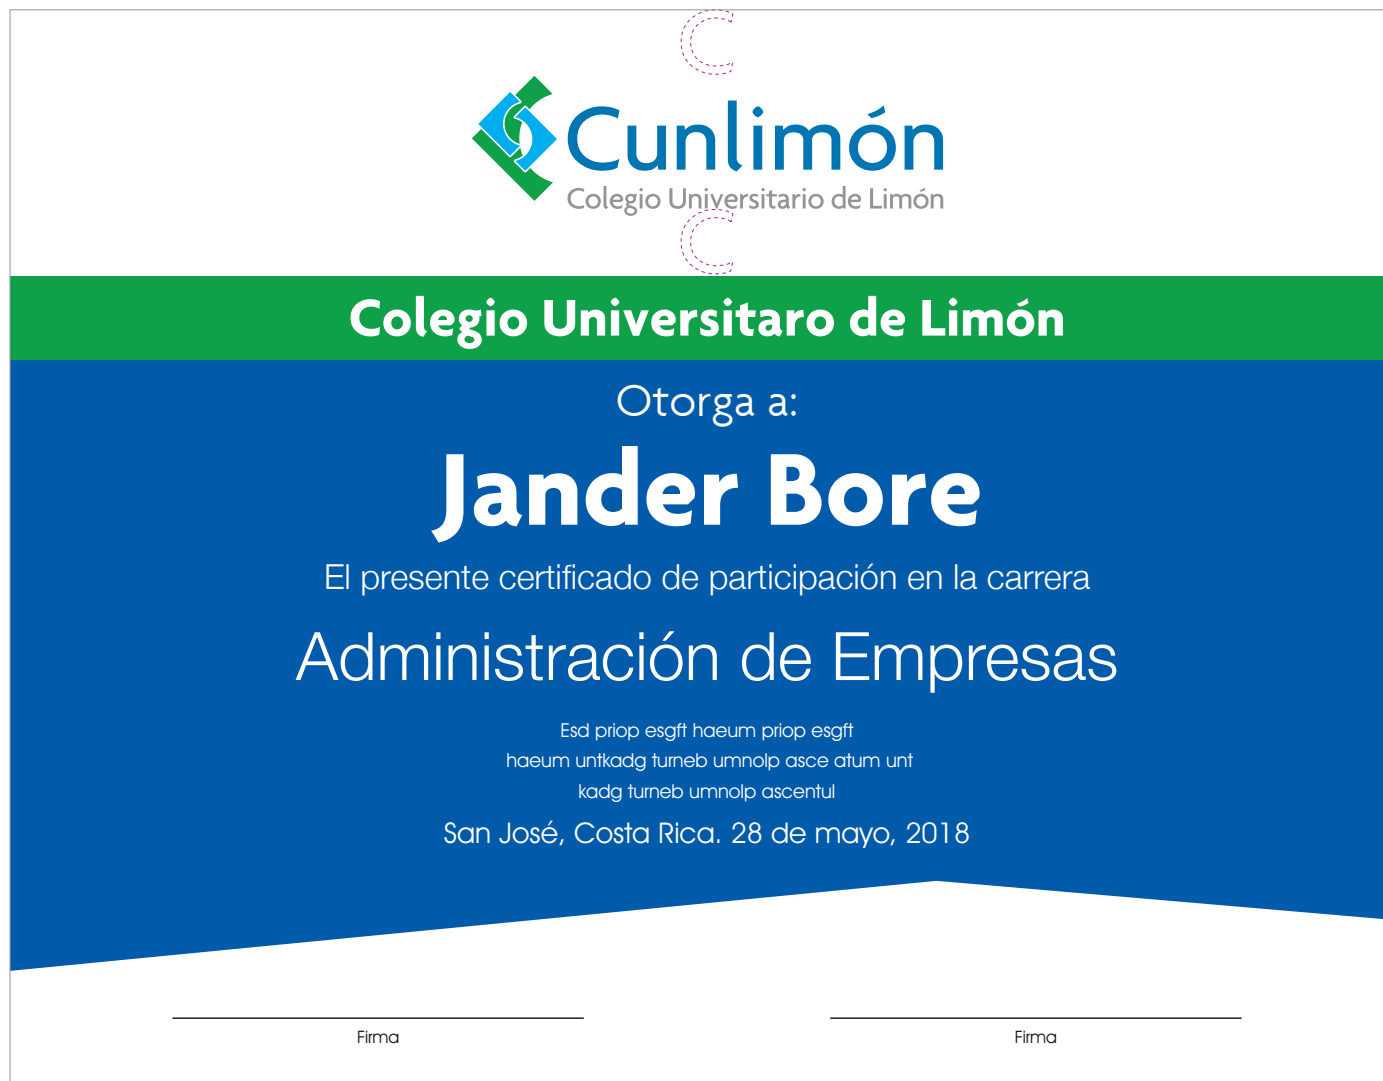 C
Cunlimón
Colegio Universitario de Limón
C
Colegio Universitaro de Limón
Otorga a:
Jander Bore
El presente certificado de participación en la carrera
Administración de Empresas
Esd priop esgft haeum priop esgft
haeum untkadg turneb umnolp asce atum unt
kadg turneb umnolp ascentul
San José, Costa Rica. 28 de mayo, 2018
Firma
Firma